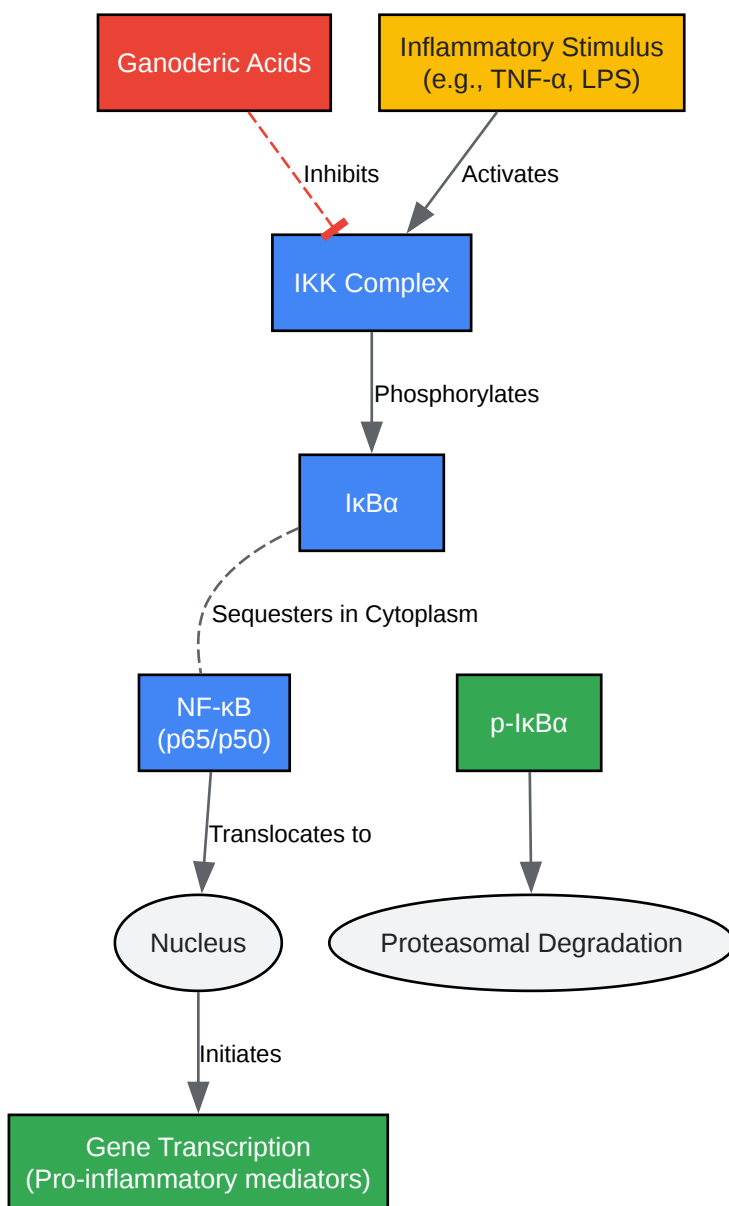 Ganoderic Acids
Inflammatory Stimulus
(e.g., TNF-α, LPS)
Inhibits
Activates
IKK Complex
Phosphorylates
IκBα
Sequesters in Cytoplasm
NF-κB
(p65/p50)
p-IκBα
Translocates to
Nucleus
Proteasomal Degradation
Initiates
Gene Transcription
(Pro-inflammatory mediators)